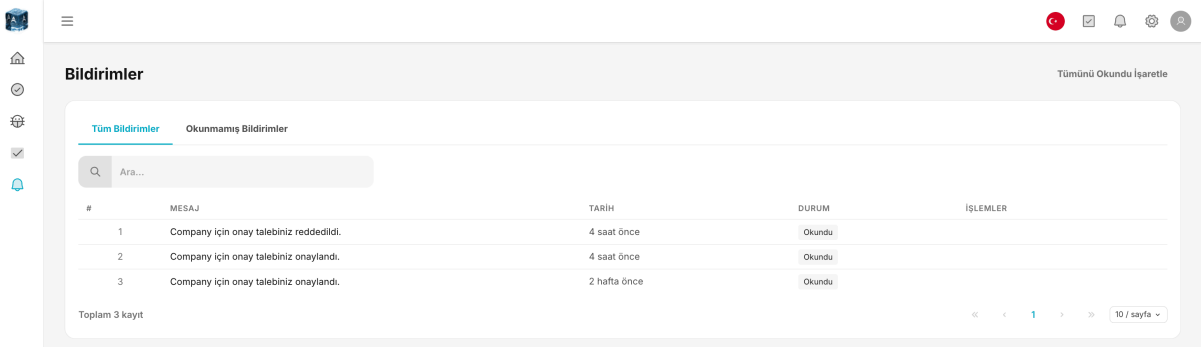 Bildirimler
Tümünü Okundu İşaretle
Tüm Bildirimler
Okunmamış Bildirimler
Ara...
# MESAJ TARİH DURUM İŞLEMLER
1 Company için onay talebiniz reddedildi. 4 saat önce Okundu
2 Company için onay talebiniz onaylandı. 4 saat önce Okundu
3 Company için onay talebiniz onaylandı. 2 hafta önce Okundu
Toplam 3 kayıt
« ‹ 1 › » 10 / sayfa